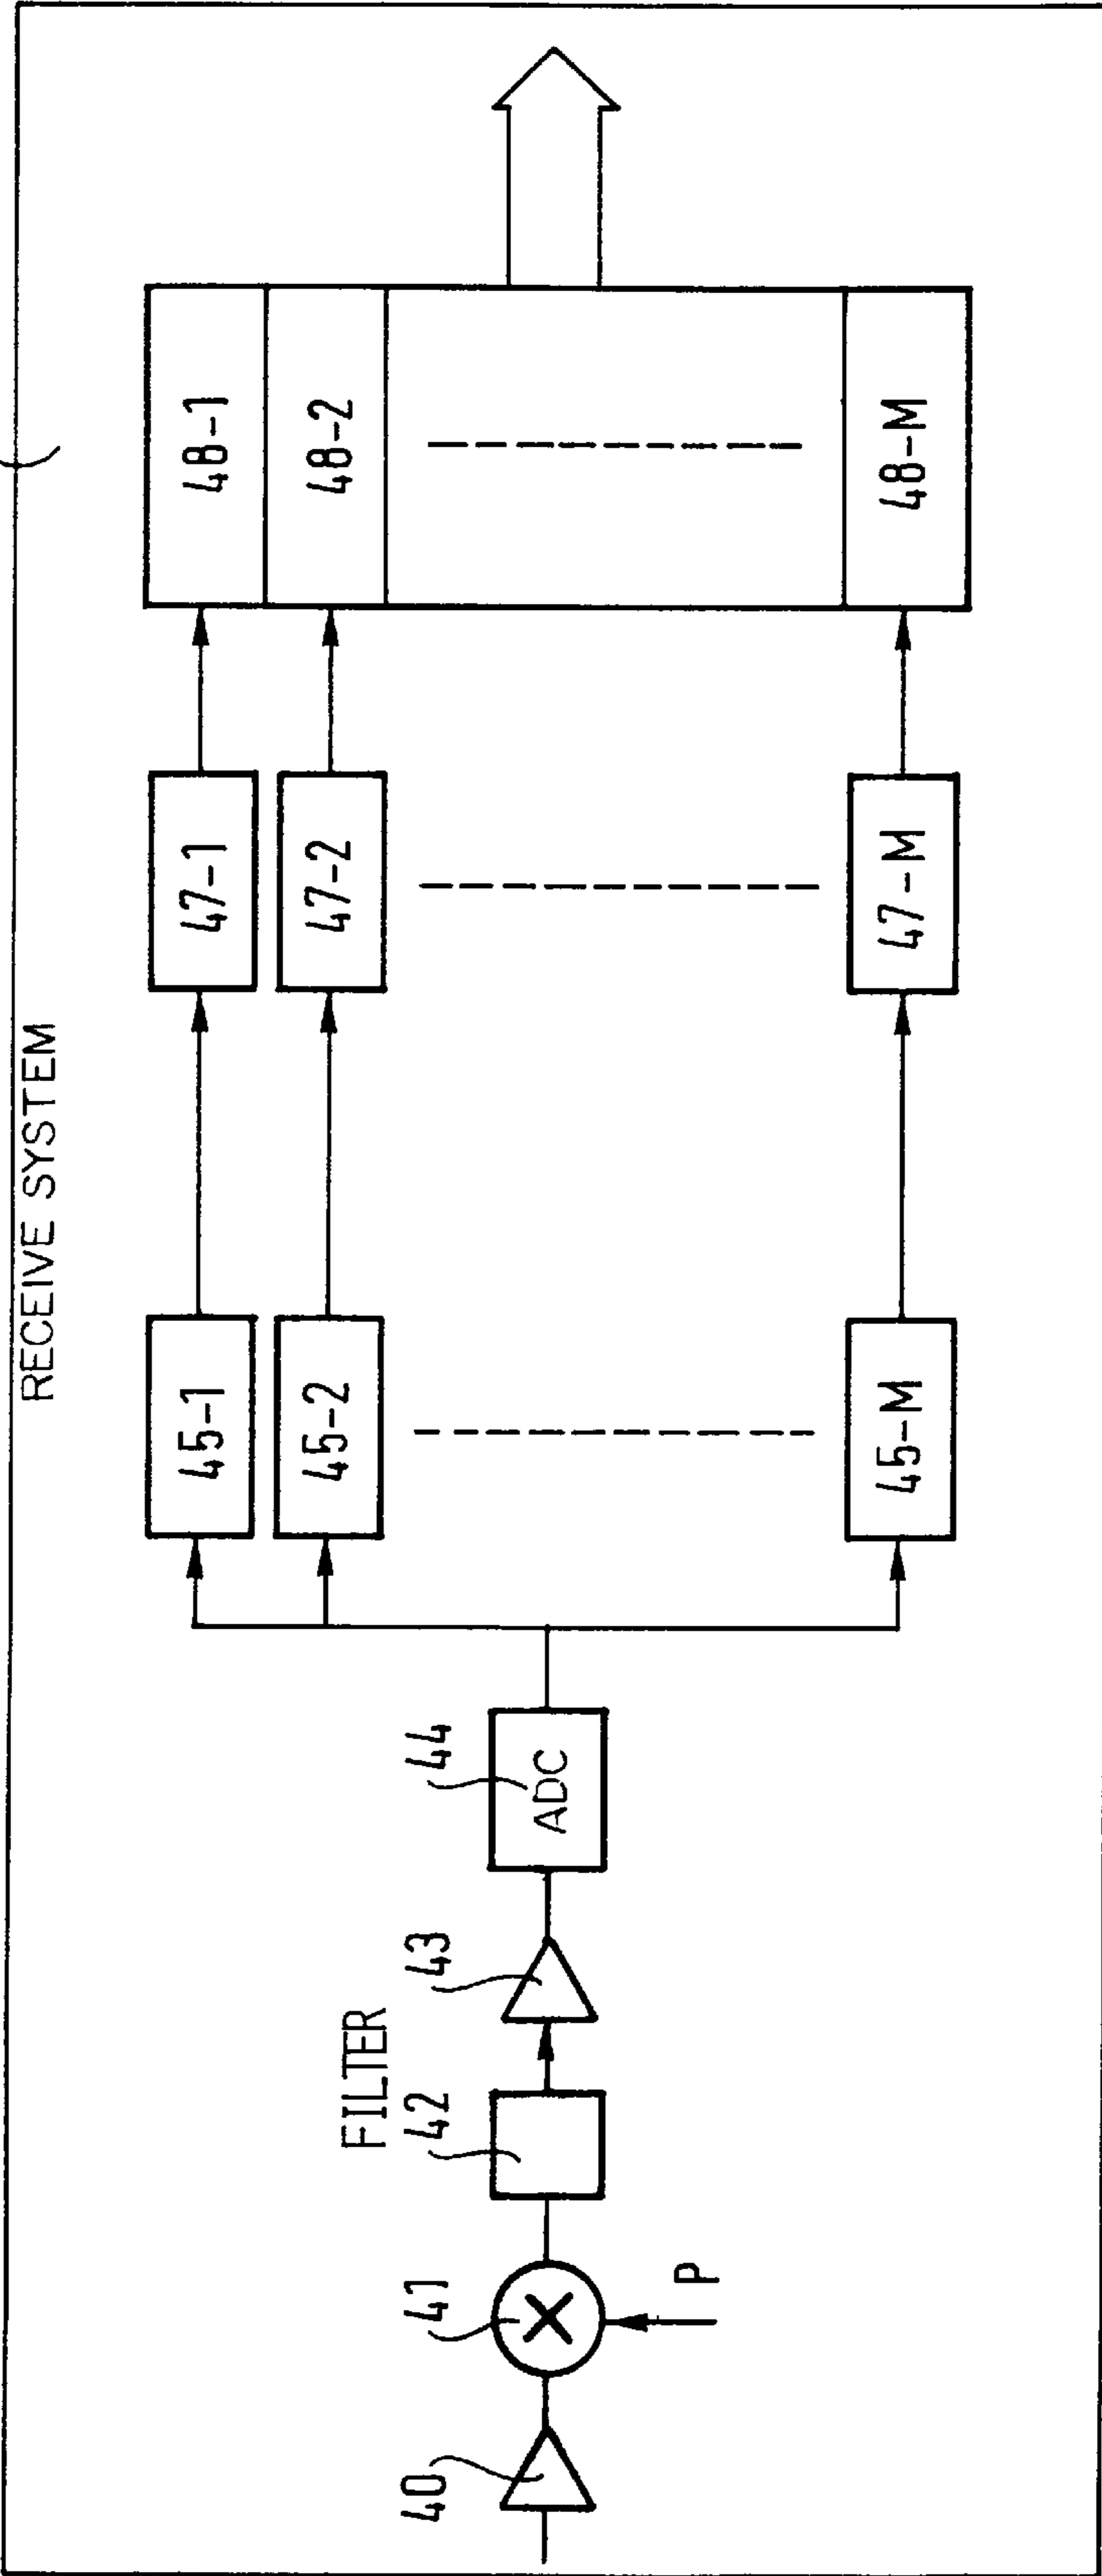 RECEIVE SYSTEM
40
41
P
FILTER
42
43
44
ADC
45-1
45-2
45-M
47-1
47-2
47-M
48-1
48-2
48-M